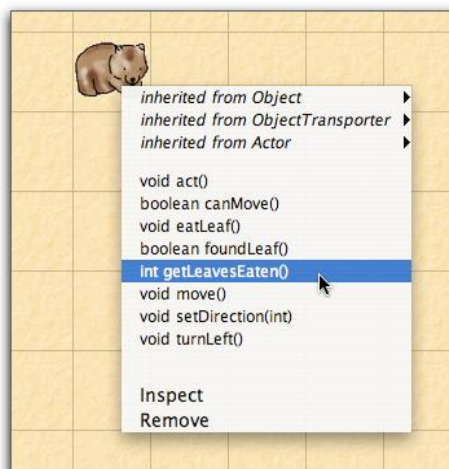 inherited from Object
inherited from ObjectTransporter
inherited from Actor
void act()
boolean canMove()
void eatLeaf()
boolean foundLeaf()
int getLeavesEaten()
void move()
void setDirection(int)
void turnLeft()
Inspect
Remove